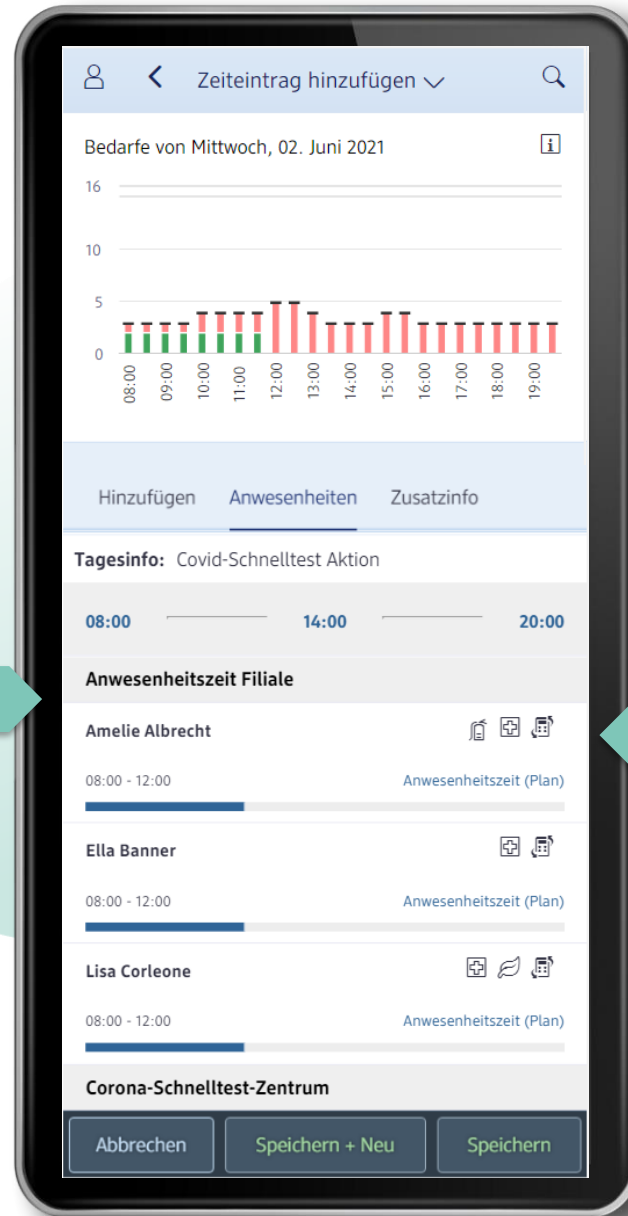 Zeiteintrag hinzufügen
Bedarfe von Mittwoch, 02. Juni 2021
16
10
5
0
08:00 09:00 10:00 11:00 12:00 13:00 14:00 15:00 16:00 17:00 18:00 19:00
Hinzufügen Anwesenheiten Zusatzinfo
Tagesinfo: Covid-Schnelltest Aktion
08:00 14:00 20:00
Anwesenheitszeit Filiale
Amelie Albrecht
08:00 - 12:00 Anwesenheitszeit (Plan)
Ella Banner
08:00 - 12:00 Anwesenheitszeit (Plan)
Lisa Corleone
08:00 - 12:00 Anwesenheitszeit (Plan)
Corona-Schnelltest-Zentrum
Abbrechen Speichern + Neu Speichern